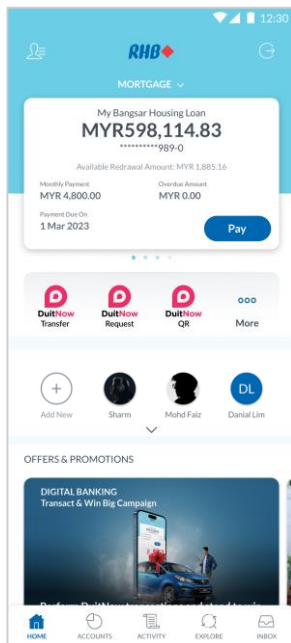 12:30
RHB
MORTGAGE
My Bangsar Housing Loan
MYR598,114.83
**********989-0
Available Redrawal Amount: MYR 1,885.16
Monthly Payment
Overdue Amount
MYR 4,800.00
MYR 0.00
Payment Due On
1 Mar 2023
Pay
DuitNow
Transfer
DuitNow
Request
DuitNow
QR
More
DL
Add New
Sharm
Mohd Faiz
Danial Lim
OFFERS & PROMOTIONS
DIGITAL BANKING
Transact & Win Big Campaign
Perform DuitNow
HOME
ACCOUNTS
ACTIVITY
EXPLORE
INBOX